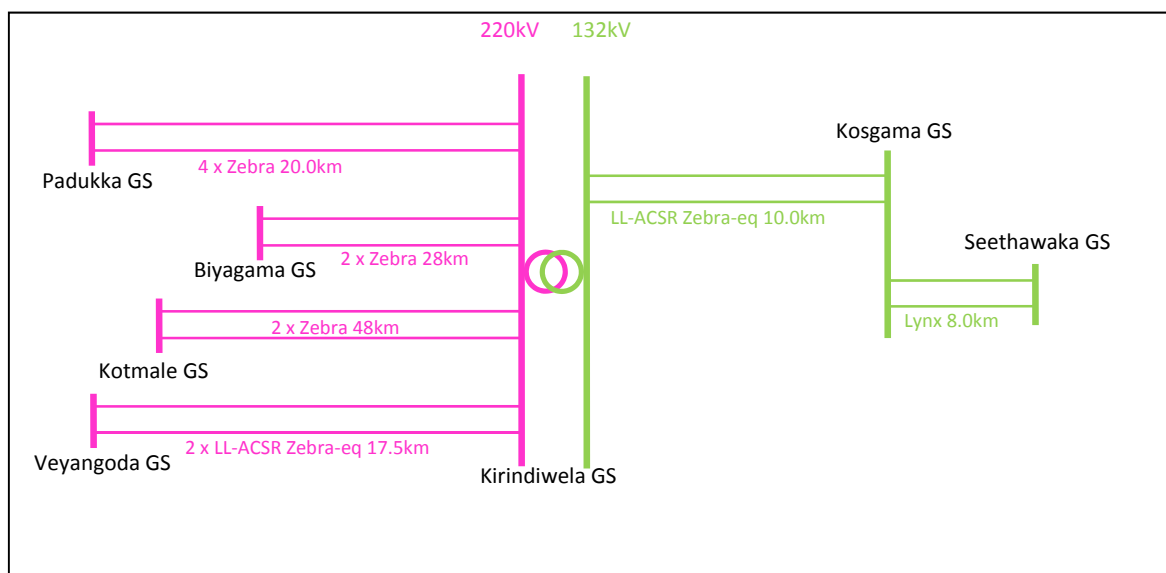 220kV
132kV
Kosgama GS
4 x Zebra 20.0km
Padukka GS
LL-ACSR Zebra-eq 10.0km
Seethawaka GS
2 x Zebra 28km
Biyagama GS
Lynx 8.0km
2 x Zebra 48km
Kotmale GS
2 x LL-ACSR Zebra-eq 17.5km
Veyangoda GS
Kirindiwela GS